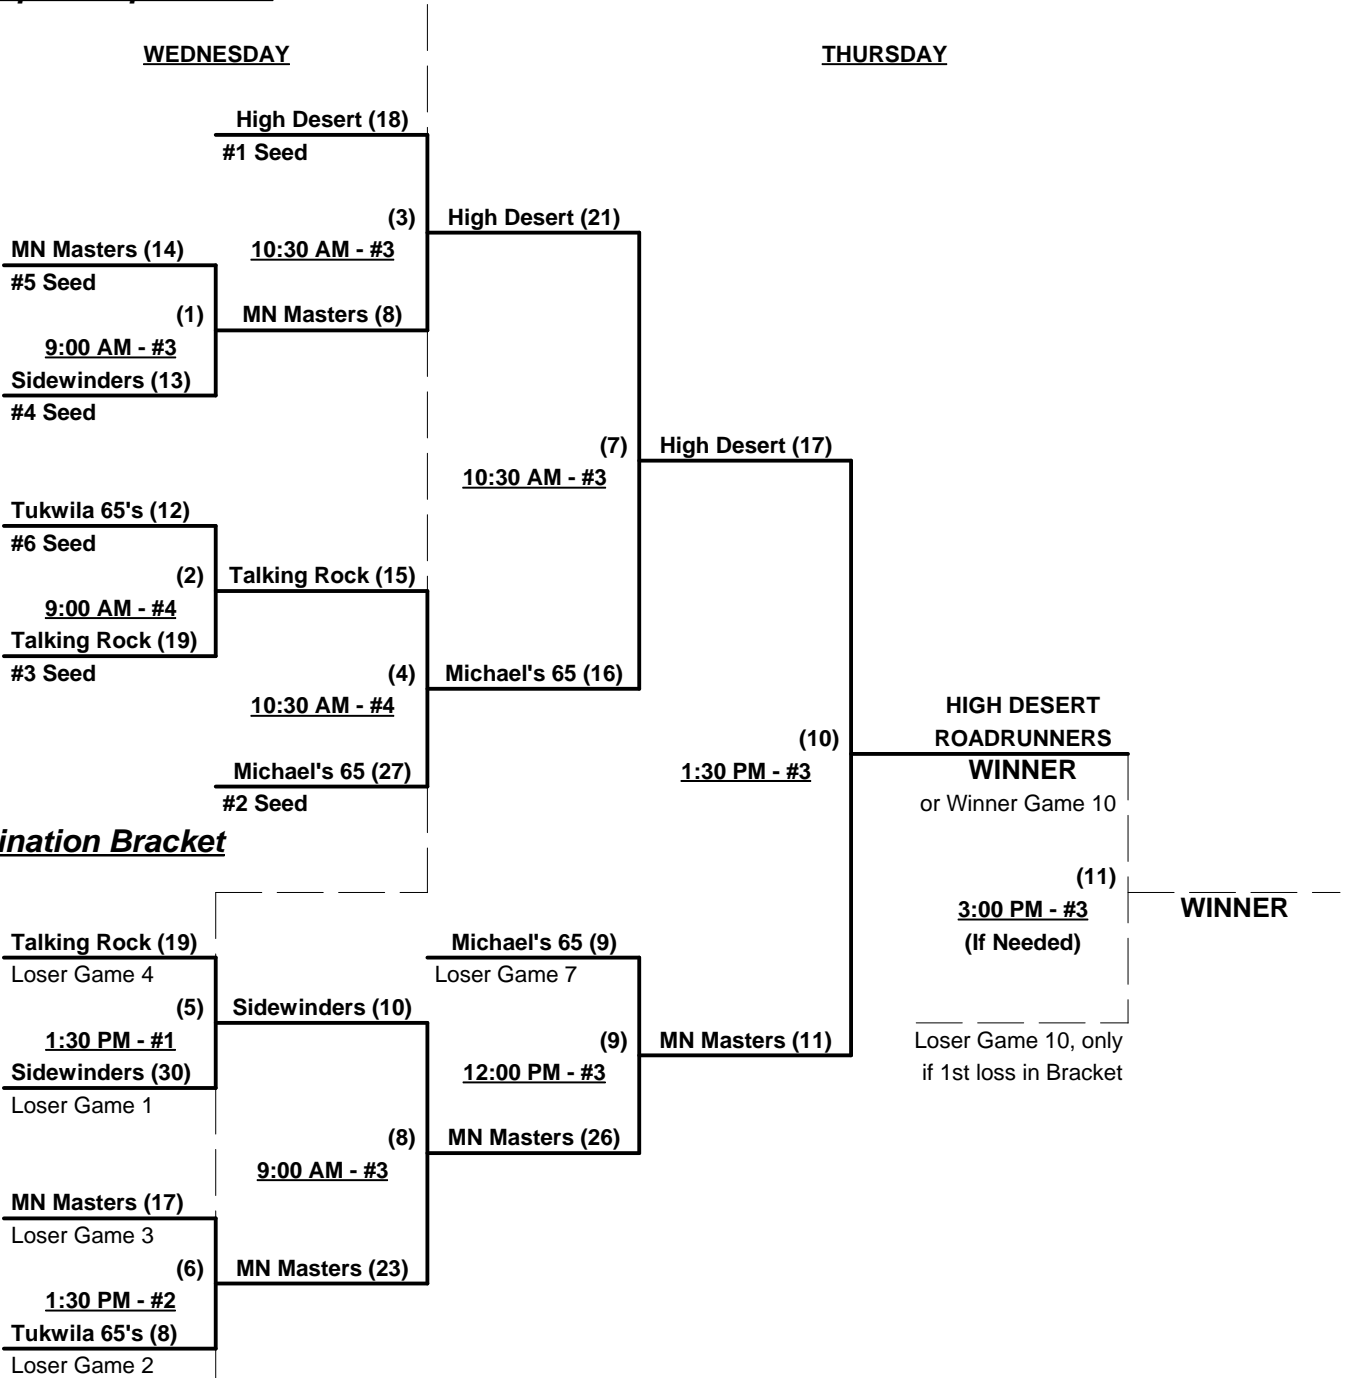 WEDNESDAY
THURSDAY
High Desert (18)
#1 Seed
(3)
High Desert (21)
MN Masters (14)
10:30 AM - #3
#5 Seed
(1)
MN Masters (8)
9:00 AM - #3
Sidewinders (13)
#4 Seed
(7)
High Desert (17)
10:30 AM - #3
Tukwila 65's (12)
#6 Seed
(2)
Talking Rock (15)
9:00 AM - #4
Talking Rock (19)
#3 Seed
(4)
Michael's 65 (16)
10:30 AM - #4
HIGH DESERT
(10)
ROADRUNNERS
Michael's 65 (27)
1:30 PM - #3
WINNER
#2 Seed
or Winner Game 10
ination Bracket
(11)
3:00 PM - #3
WINNER
(If Needed)
Talking Rock (19)
Michael's 65 (9)
Loser Game 4
Loser Game 7
(5)
Sidewinders (10)
1:30 PM - #1
(9)
MN Masters (11)
Loser Game 10, only
Sidewinders (30)
12:00 PM - #3
if 1st loss in Bracket
Loser Game 1
(8)
MN Masters (26)
9:00 AM - #3
MN Masters (17)
Loser Game 3
(6)
MN Masters (23)
1:30 PM - #2
Tukwila 65's (8)
Loser Game 2